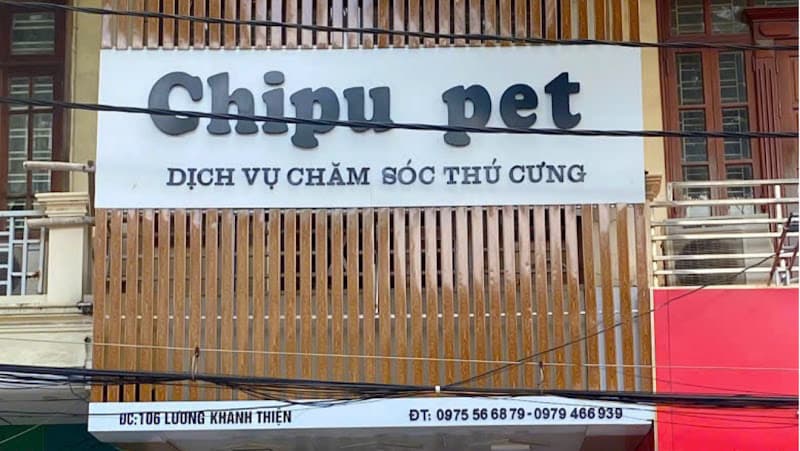 Chipu pet
DỊCH VỤ CHĂM SÓC THÚ CƯNG
ĐC:106 LƯƠNG KHÁNH THIỆN ĐT: 0975 56 68 79 - 0979 466 939